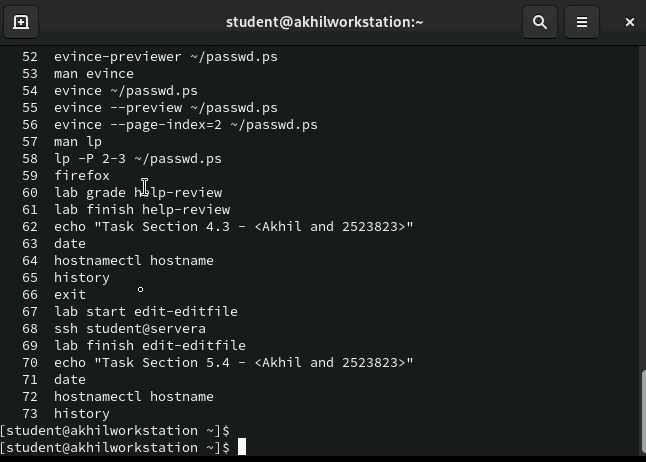 student@akhilworkstation:~
52 evince-previewer ~/passwd.ps
53 man evince
54 evince ~/passwd.ps
55 evince --preview ~/passwd.ps
56 evince --page-index=2 ~/passwd.ps
57 man lp
58 lp -P 2-3 ~/passwd.ps
59 firefox
60 lab grade help-review
61 lab finish help-review
62 echo "Task Section 4.3 - <Akhil and 2523823>"
63 date
64 hostnamectl hostname
65 history
66 exit
67 lab start edit-editfile
68 ssh student@servera
69 lab finish edit-editfile
70 echo "Task Section 5.4 - <Akhil and 2523823>"
71 date
72 hostnamectl hostname
73 history
[student@akhilworkstation ~]$
[student@akhilworkstation ~]$